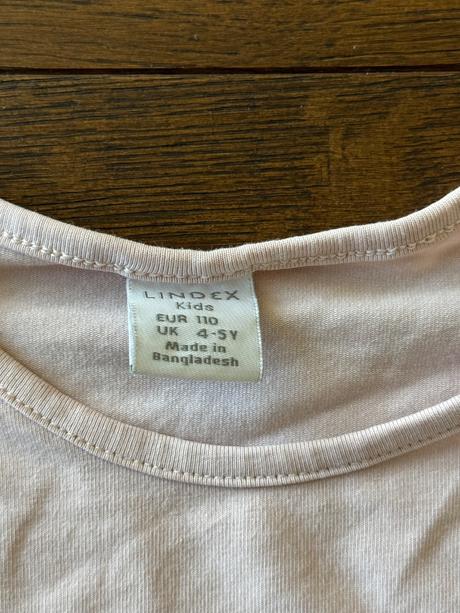 LINDEX
Kids
EUR 110
UK 4-5Y
Made in
Bangladesh